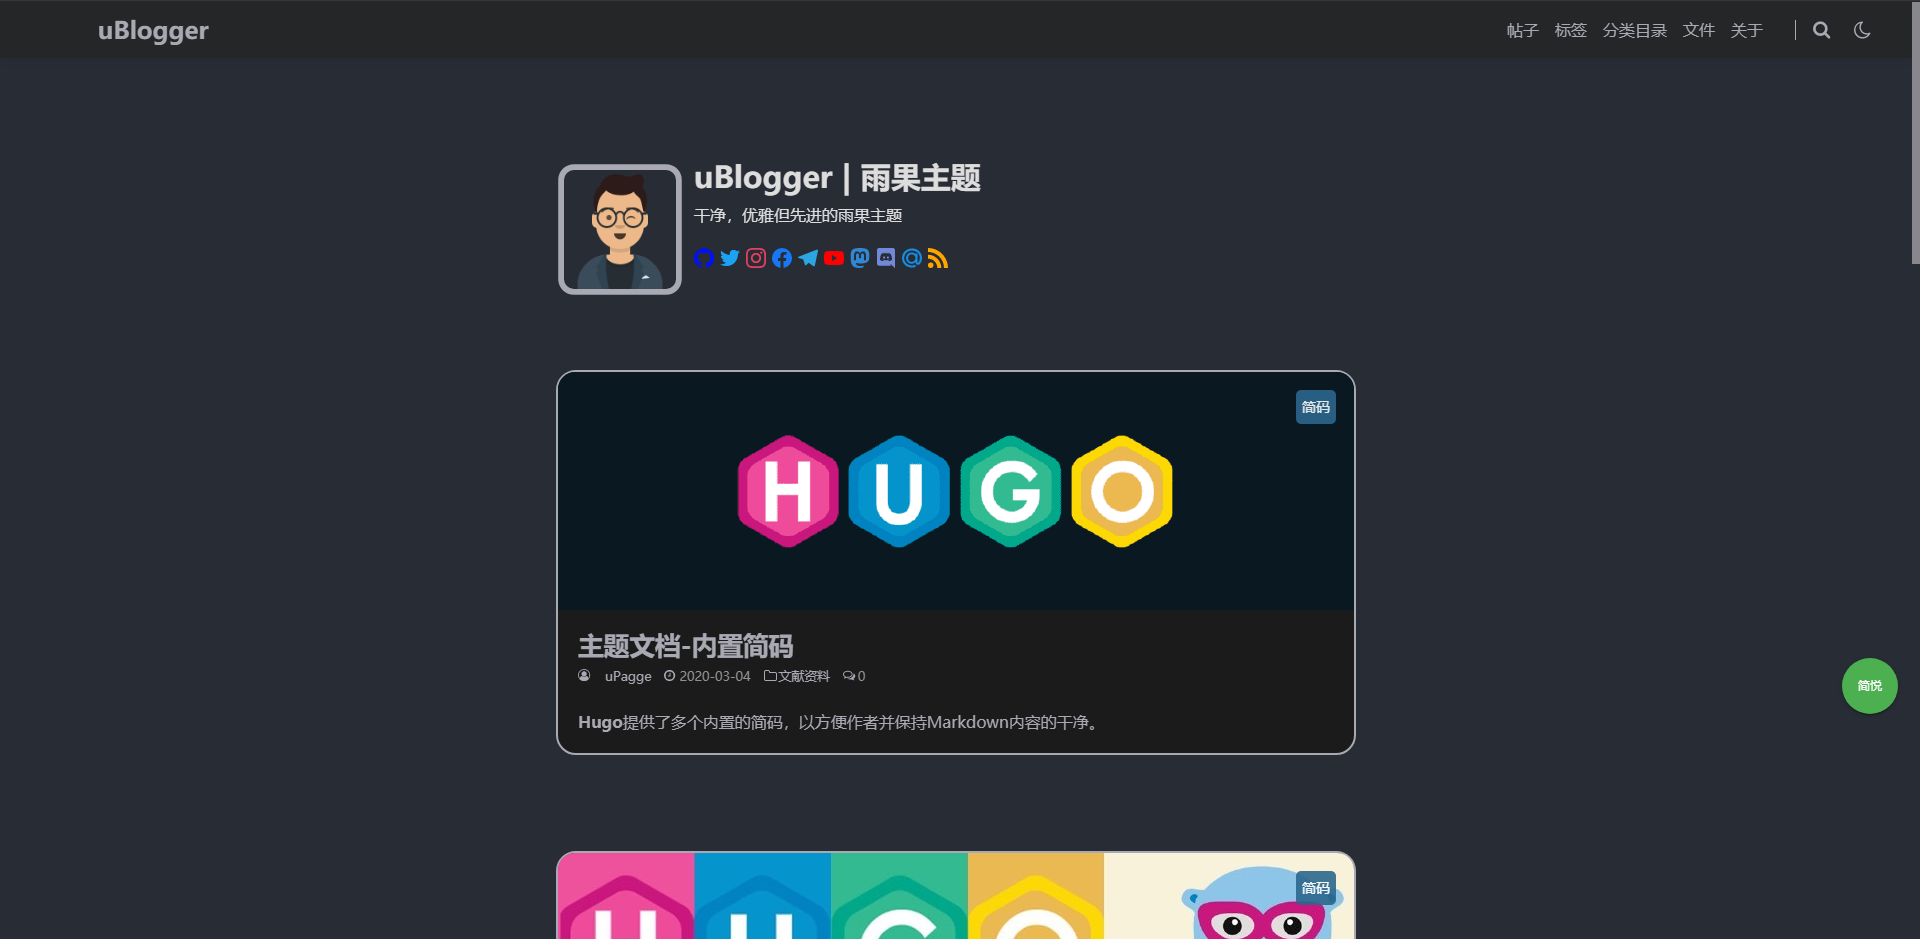 uBlogger
帖子 标签 分类目录 文件 关于
uBlogger | 雨果主题
干净，优雅但先进的雨果主题
简码
HUGO
主题文档-内置简码
uPagge 2020-03-04 文献资料 0
Hugo提供了多个内置的简码，以方便作者并保持Markdown内容的干净。
简悦
简码
HUGO